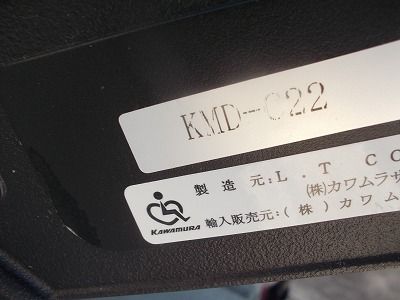 KMD-C22
製造元:L.T CO
(株)カワムラサ
KAWAMURA
輸入販売元:(株)カワム